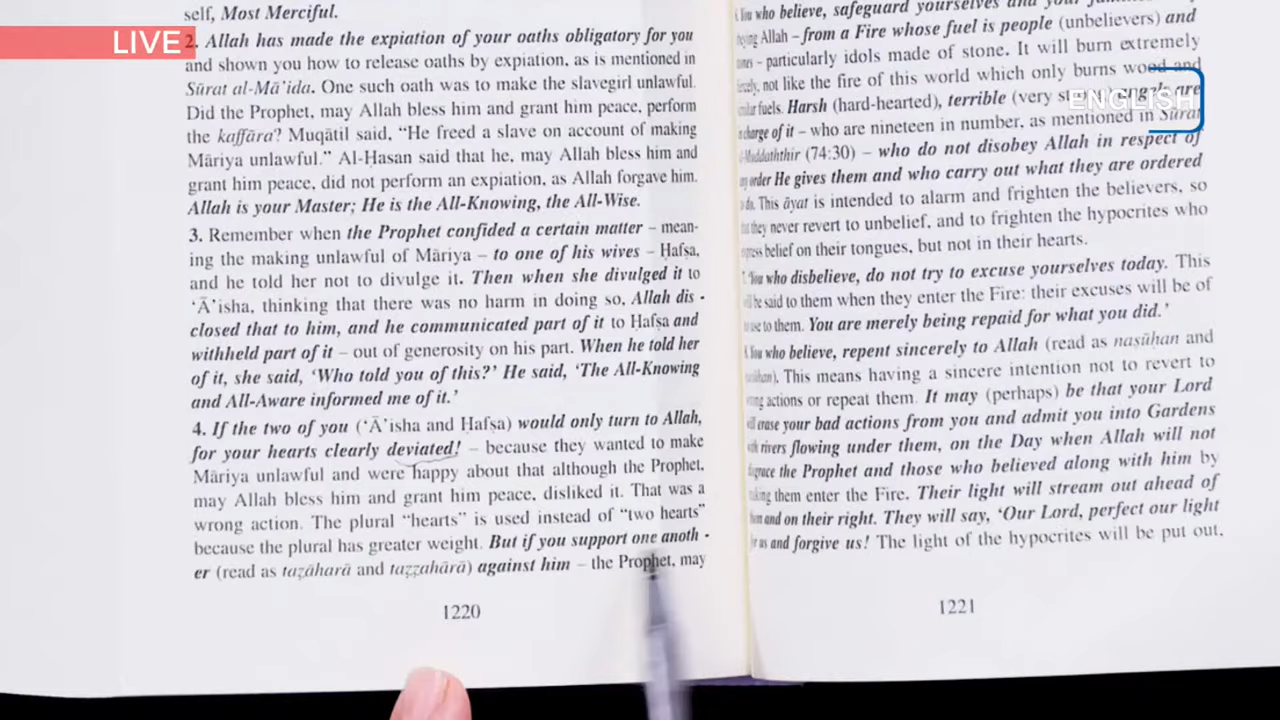 LIVE
ENGLISH
self, Most Merciful.
2. Allah has made the expiation of your oaths obligatory for you
and shown you how to release oaths by expiation, as is mentioned in
Sūrat al-Mā'ida. One such oath was to make the slavegirl unlawful.
Did the Prophet, may Allah bless him and grant him peace, perform
the kaffāra? Muqātil said, “He freed a slave on account of making
Māriya unlawful.” Al-Ḥasan said that he, may Allah bless him and
grant him peace, did not perform an expiation, as Allah forgave him.
Allah is your Master; He is the All-Knowing, the All-Wise.
3. Remember when the Prophet confided a certain matter – mean-
ing the making unlawful of Māriya – to one of his wives – Ḥafṣa,
and he told her not to divulge it. Then when she divulged it to
‘Ā’isha, thinking that there was no harm in doing so, Allah dis -
closed that to him, and he communicated part of it to Ḥafṣa and
withheld part of it – out of generosity on his part. When he told her
of it, she said, ‘Who told you of this?’ He said, ‘The All-Knowing
and All-Aware informed me of it.’
4. If the two of you (‘Ā’isha and Ḥafṣa) would only turn to Allah,
for your hearts clearly deviated! – because they wanted to make
Māriya unlawful and were happy about that although the Prophet,
may Allah bless him and grant him peace, disliked it. That was a
wrong action. The plural “hearts” is used instead of “two hearts”
because the plural has greater weight. But if you support one anoth -
er (read as taẓāharā and taẓẓahārā) against him – the Prophet, may
1220
You who believe, safeguard yourselves and your
Allah – from a Fire whose fuel is people (unbelievers) and
– particularly idols made of stone. It will burn extremely
not like the fire of this world which only burns wood and
fuels. Harsh (hard-hearted), terrible (very angels are
charge of it – who are nineteen in number, as mentioned in Sūrat
al-Muddaththir (74:30) – who do not disobey Allah in respect of
order He gives them and who carry out what they are ordered
do. This āyat is intended to alarm and frighten the believers, so
they never revert to unbelief, and to frighten the hypocrites who
belief on their tongues, but not in their hearts.
‘You who disbelieve, do not try to excuse yourselves today. This
be said to them when they enter the Fire: their excuses will be of
use to them. You are merely being repaid for what you did.’
You who believe, repent sincerely to Allah (read as naṣūḥan and
This means having a sincere intention not to revert to
actions or repeat them. It may (perhaps) be that your Lord
erase your bad actions from you and admit you into Gardens
with rivers flowing under them, on the Day when Allah will not
disgrace the Prophet and those who believed along with him by
them enter the Fire. Their light will stream out ahead of
and on their right. They will say, ‘Our Lord, perfect our light
us and forgive us! The light of the hypocrites will be put out,
1221